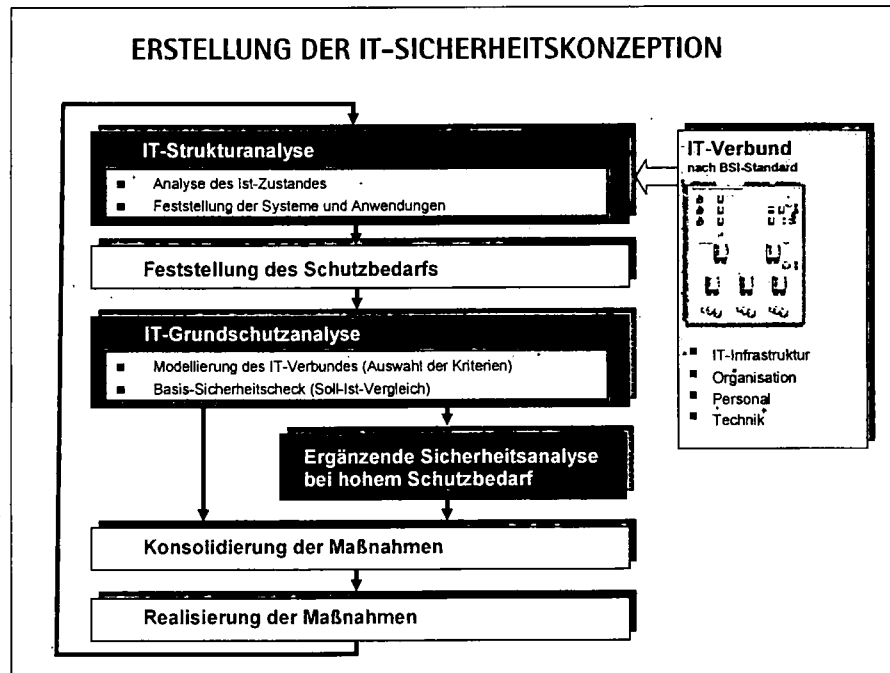 ERSTELLUNG DER IT-SICHERHEITSKONZEPTION
IT-Strukturanalyse
Analyse des Ist-Zustandes
Feststellung der Systeme und Anwendungen
Feststellung des Schutzbedarfs
IT-Grundschutzanalyse
Modellierung des IT-Verbundes (Auswahl der Kriterien)
Basis-Sicherheitscheck (Soll-Ist-Vergleich)
Ergänzende Sicherheitsanalyse
bei hohem Schutzbedarf
Konsolidierung der Maßnahmen
Realisierung der Maßnahmen
IT-Verbund
nach BSI-Standard
IT-Infrastruktur
Organisation
Personal
Technik